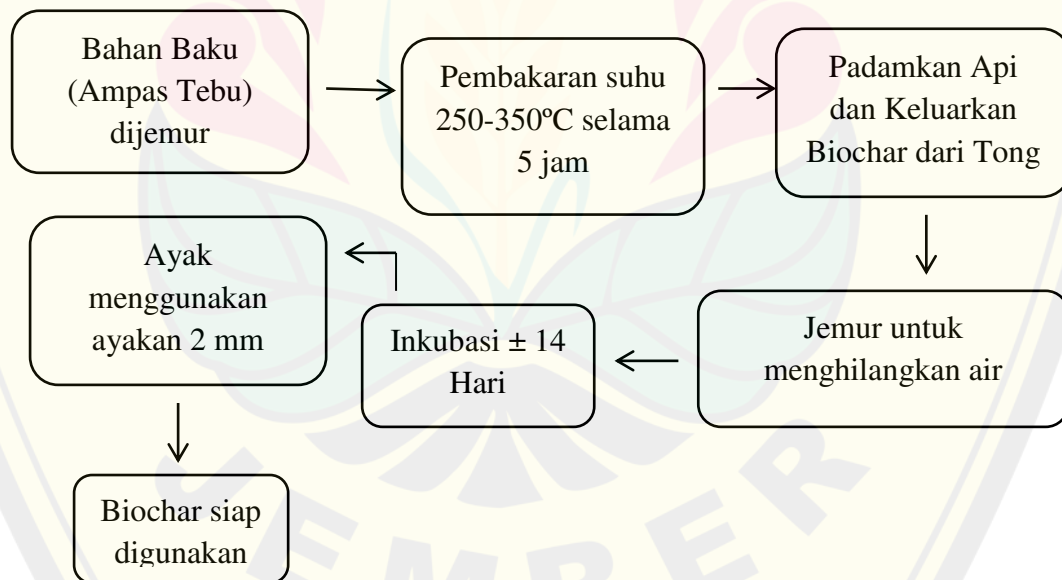 Bahan Baku
(Ampas Tebu)
dijemur
Pembakaran suhu
250-350ºC selama
5 jam
Padamkan Api
dan Keluarkan
Biochar dari Tong
Jemur untuk
menghilangkan air
Inkubasi ± 14
Hari
Ayak
menggunakan
ayakan 2 mm
Biochar siap
digunakan
JEMBER